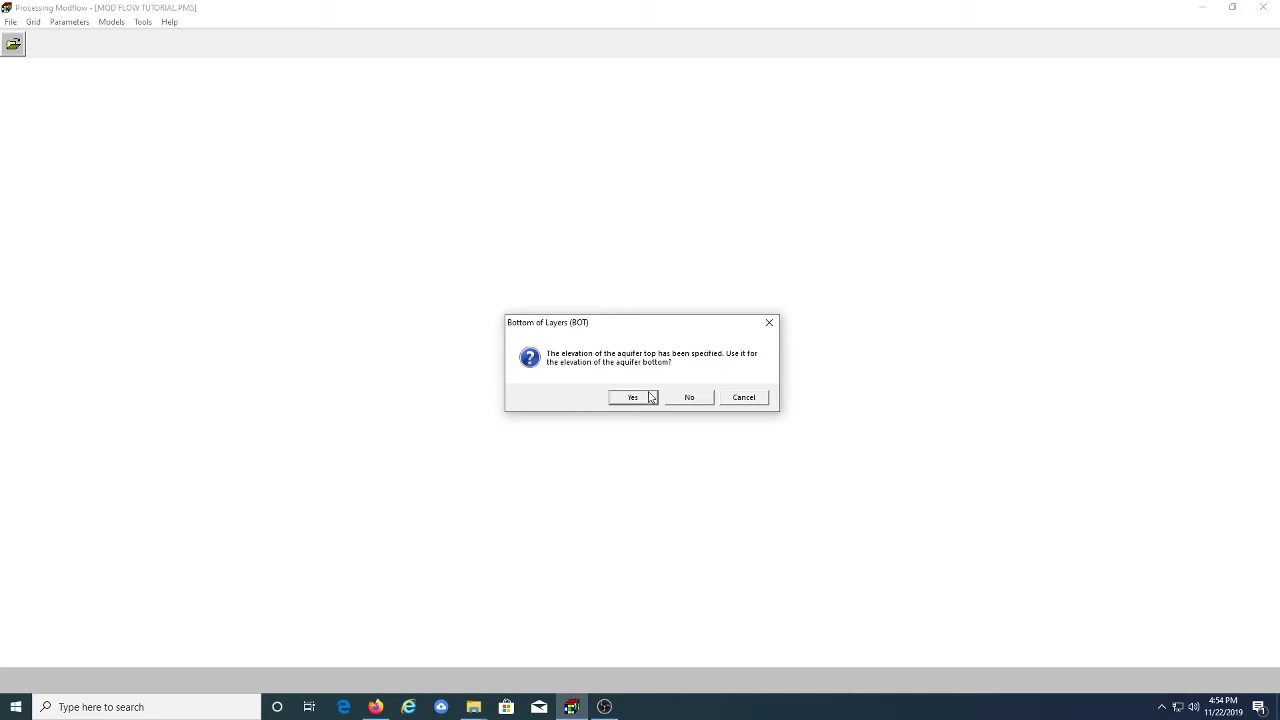 Processing Modflow - [MOD FLOW TUTORIAL.PM5]
File Grid Parameters Models Tools Help
Bottom of Layers (BOT)
The elevation of the aquifer top has been specified. Use it for
the elevation of the aquifer bottom?
Yes No Cancel
Type here to search
4:54 PM
11/22/2019